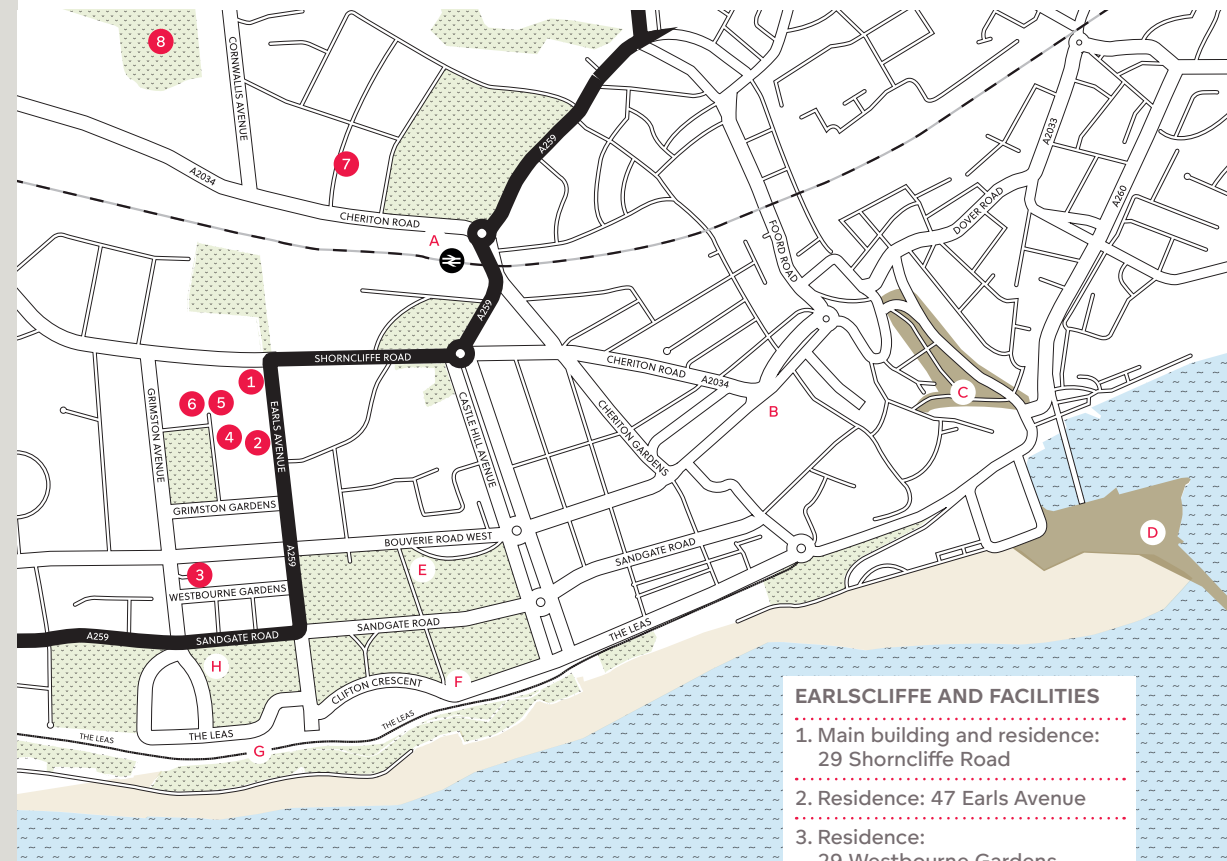 8
CORNWALLIS AVENUE
7
A259
A2033
A2034
A260
CHERITON ROAD
DOVER ROAD
FOORD ROAD
A
A259
SHORNCLIFFE ROAD
CHERITON ROAD
A2034
1
6
5
4
2
GRIMSTON AVENUE
EARLS AVENUE
CASTLE HILL AVENUE
CHERITON GARDENS
B
C
GRIMSTON GARDENS
BOUVERIE ROAD WEST
A259
SANDGATE ROAD
D
3
E
WESTBOURNE GARDENS
A259
SANDGATE ROAD
SANDGATE ROAD
THE LEAS
H
CLIFTON CRESCENT
F
THE LEAS
THE LEAS
THE LEAS
G
EARLSCLIFFE AND FACILITIES
1. Main building and residence:
29 Shorncliffe Road
2. Residence: 47 Earls Avenue
3. Residence:
29 Westbourne Gardens